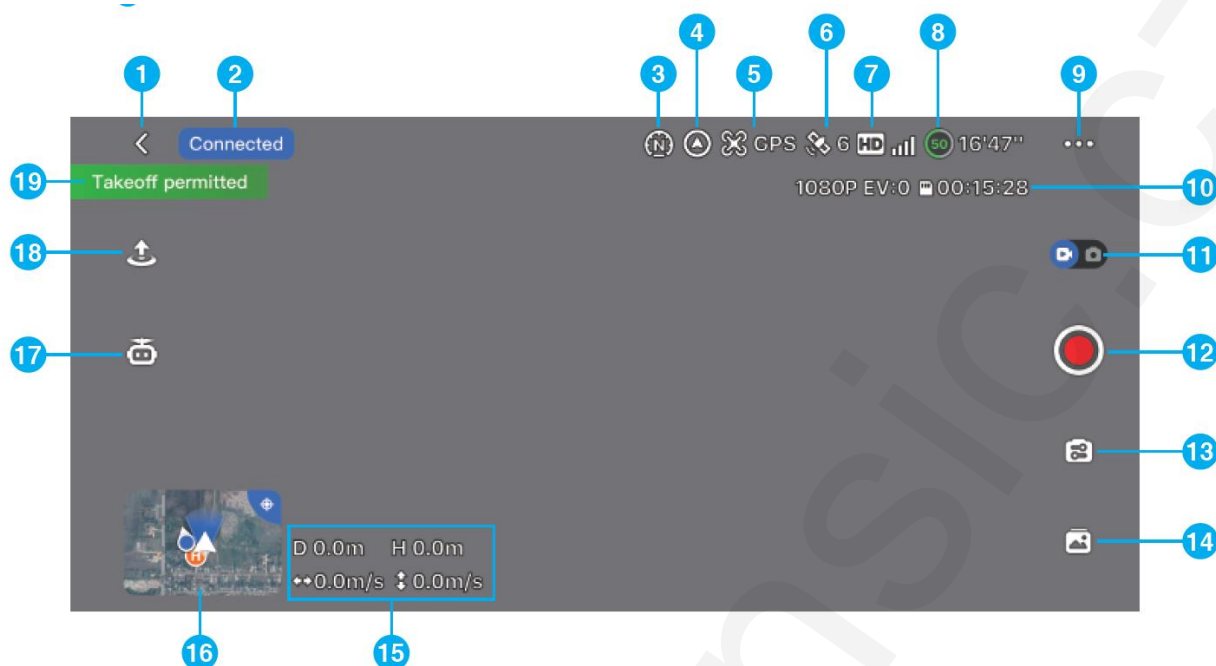 4 6 8
1 2 3 5 7 9
Connected N GPS 6 HD 50 16'47"
19 Takeoff permitted 1080P EV:0 00:15:28 10
18 11
17 12
13
H D 0.0m H 0.0m 14
0.0m/s 0.0m/s
16 15